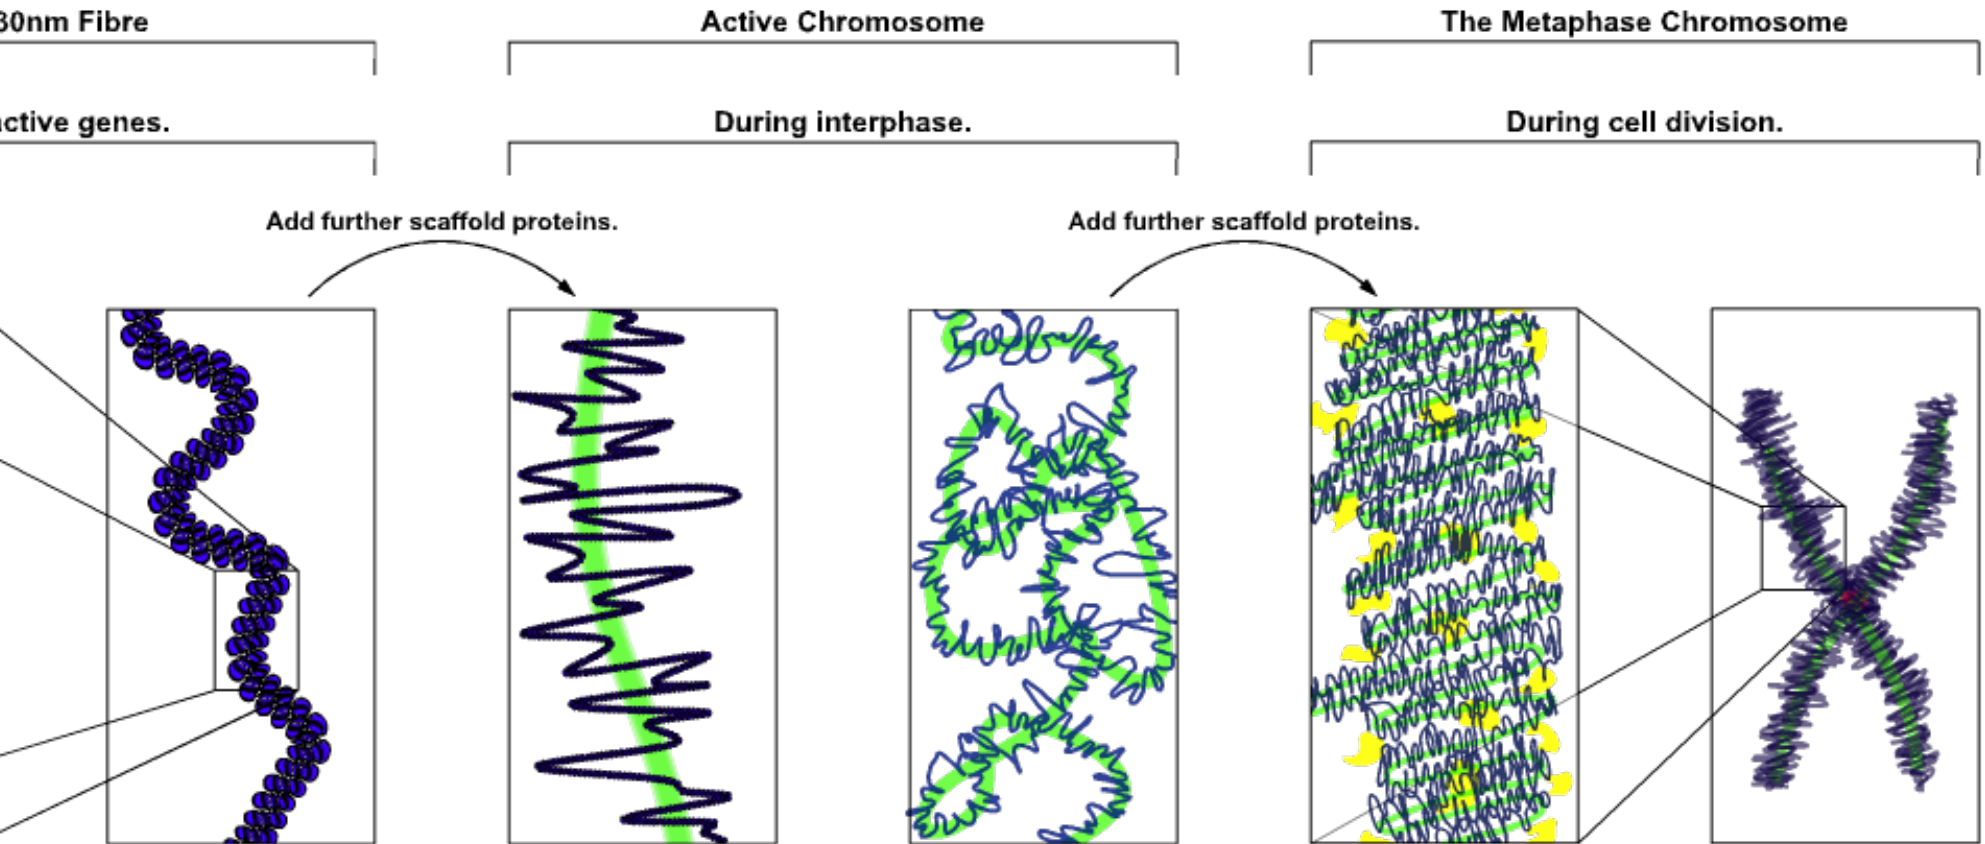 30nm Fibre
Active Chromosome
The Metaphase Chromosome
active genes.
During interphase.
During cell division.
Add further scaffold proteins.
Add further scaffold proteins.